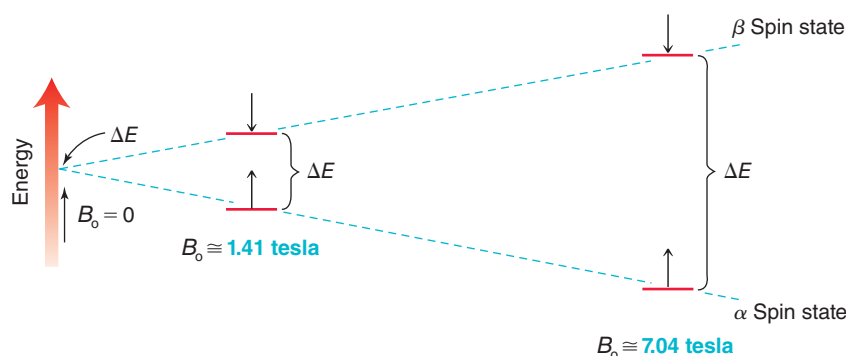 β Spin state
ΔE
Energy
ΔE
ΔE
Bₒ = 0
Bₒ ≅ 1.41 tesla
α Spin state
Bₒ ≅ 7.04 tesla